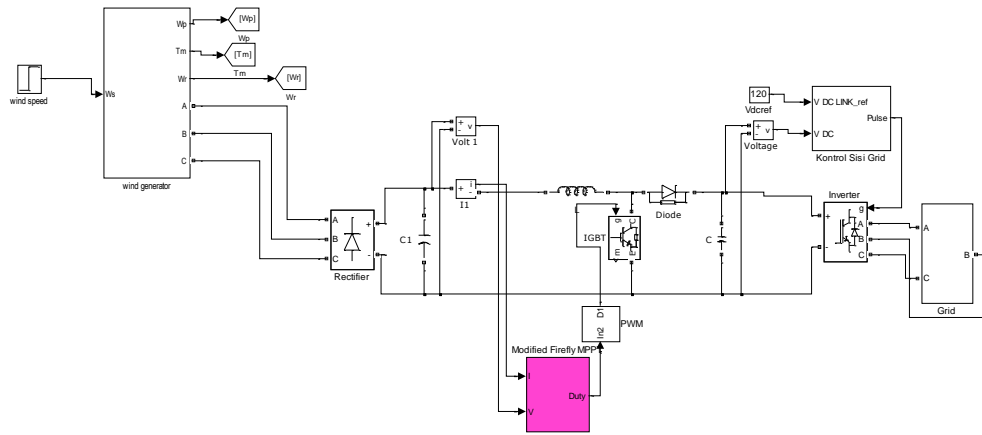 Wp
[Wp]
Wp
Tm
[Tm]
Tm
Wr
[Wr]
Wr
wind speed
Ws
A
B
C
wind generator
+
-
v
Volt 1
120
Vdcref
V DC LINK_ref
Pulse
V DC
Kontrol Sisi Grid
+
-
v
Voltage
+
i
-
I1
L
Diode
Inverter
A
B
C
+
-
Rectifier
C1
g
C
IGBT
m
E
C
+
-
g
A
B
C
A
B
C
Grid
D1
In2
PWM
Modified Firefly MPP
I
V
Duty